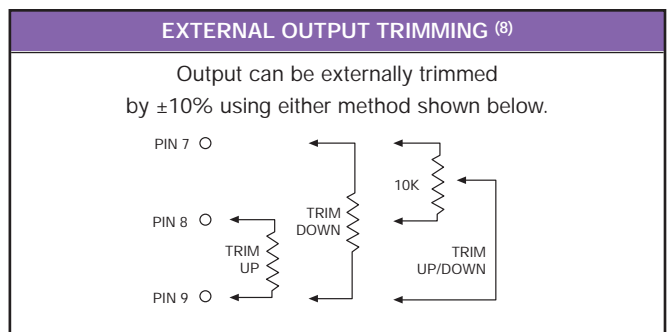 EXTERNAL OUTPUT TRIMMING (8)
Output can be externally trimmed
by ±10% using either method shown below.
PIN 7
10K
PIN 8
TRIM
DOWN
TRIM
UP
TRIM
UP/DOWN
PIN 9